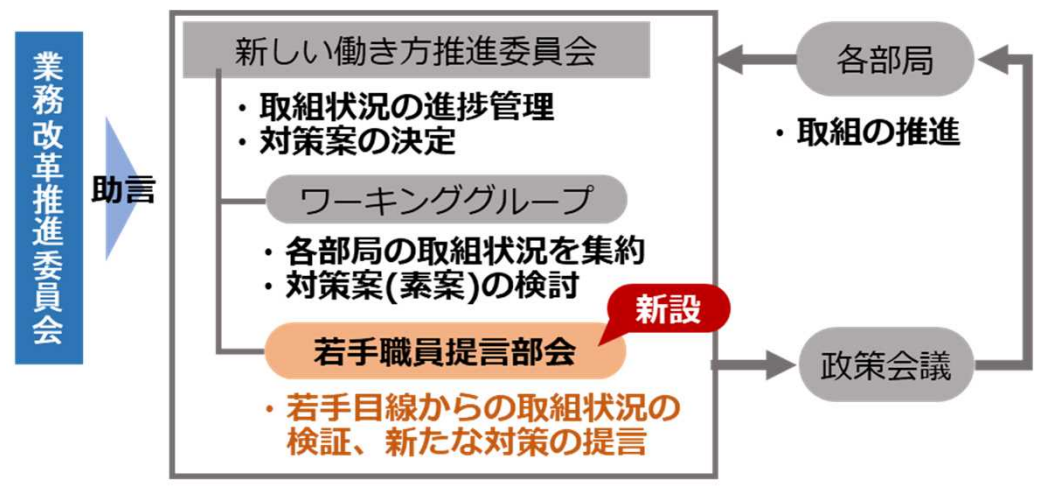 業務改革推進委員会
助言
新しい働き方推進委員会
・取組状況の進捗管理
・対策案の決定
ワーキンググループ
・各部局の取組状況を集約
・対策案(素案)の検討
新設
若手職員提言部会
・若手目線からの取組状況の
検証、新たな対策の提言
各部局
・取組の推進
政策会議